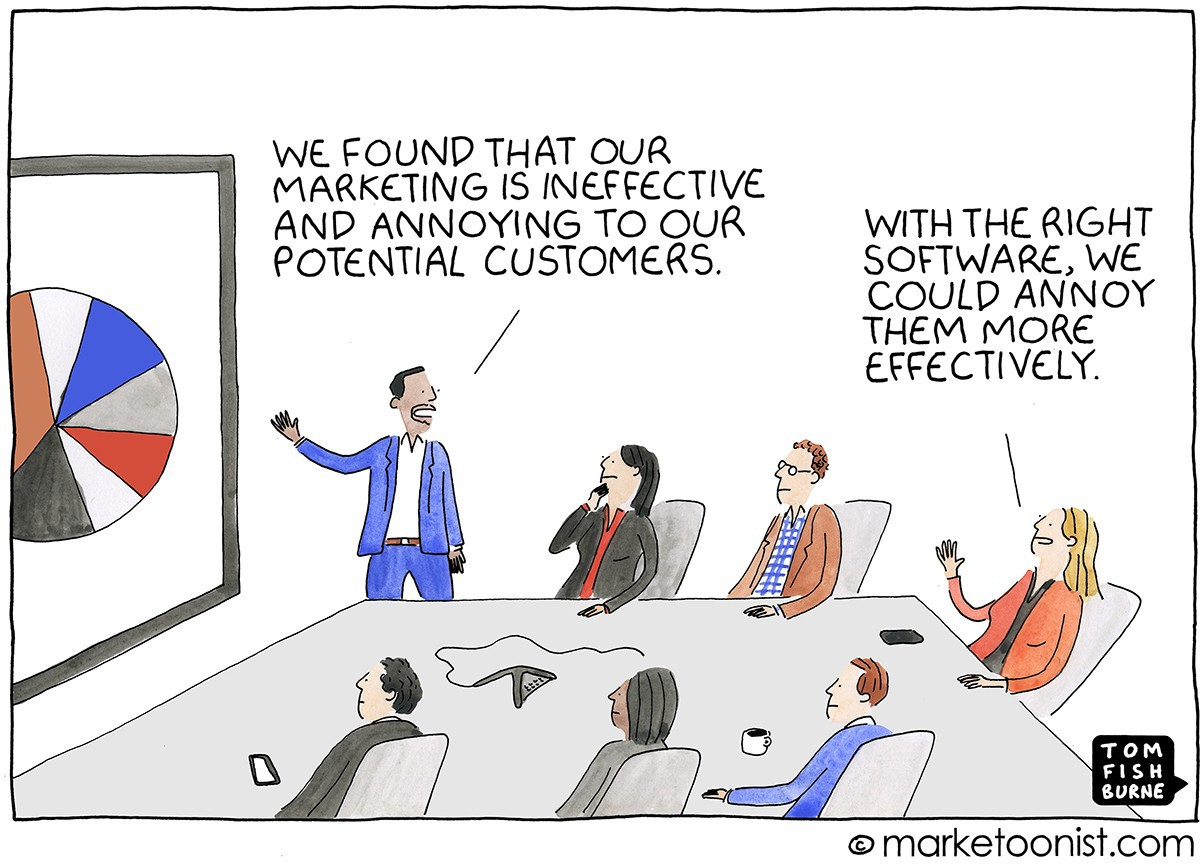 WE FOUND THAT OUR
MARKETING IS INEFFECTIVE
AND ANNOYING TO OUR
POTENTIAL CUSTOMERS.
WITH THE RIGHT
SOFTWARE, WE
COULD ANNOY
THEM MORE
EFFECTIVELY.
TOM
FISH
BURNE
© marketoonist.com